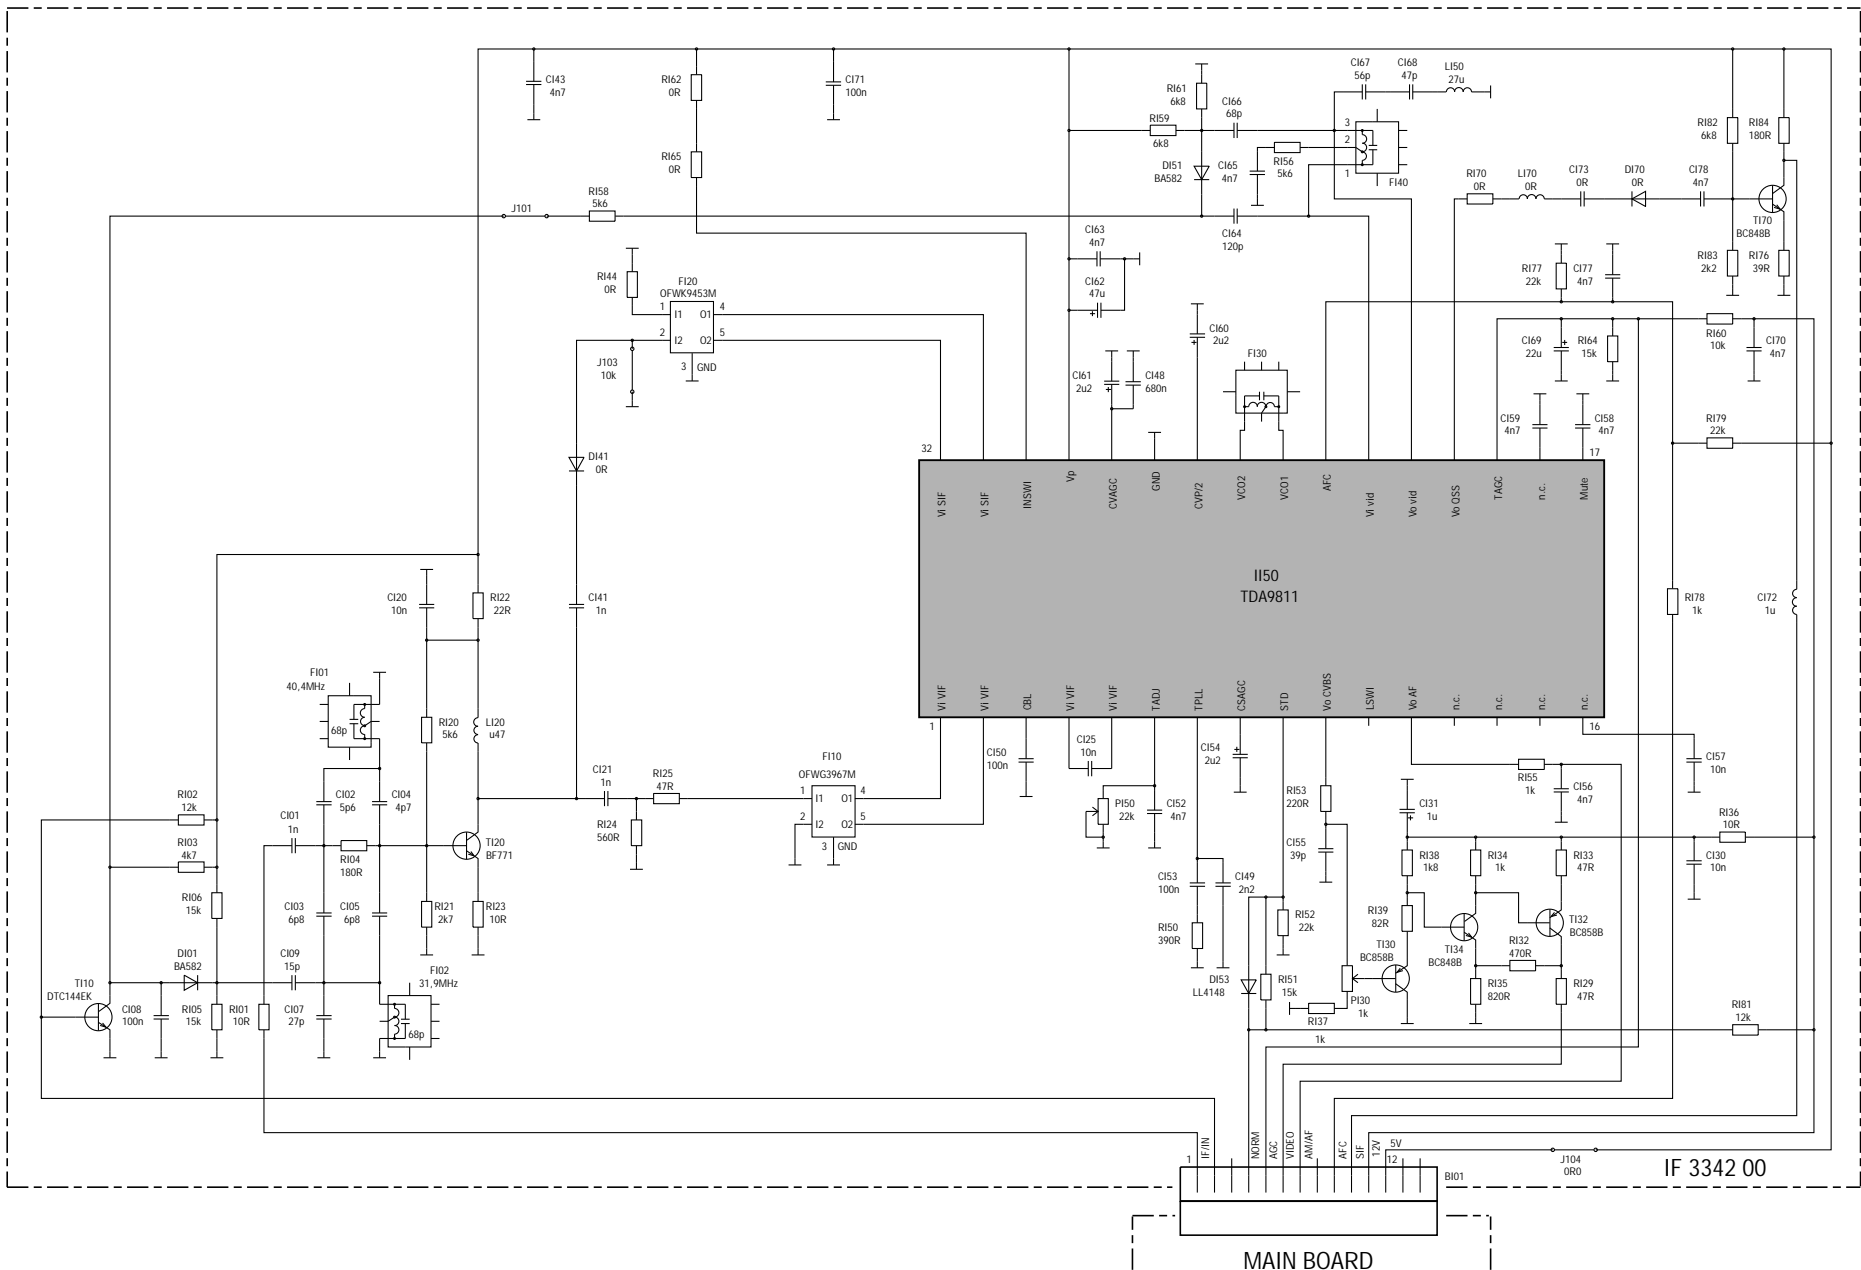 CI43
4n7
RI62
0R
CI71
100n
RI65
0R
RI58
5k6
J101
RI61
6k8
CI66
68p
RI59
6k8
DI51
BA582
CI65
4n7
RI56
5k6
CI67
56p
CI68
47p
LI50
27u
3
2
1
FI40
CI64
120p
RI82
6k8
RI84
180R
RI70
0R
LI70
0R
CI73
0R
DI70
0R
CI78
4n7
TI70
BC848B
RI83
2k2
RI76
39R
RI77
22k
CI77
4n7
CI63
4n7
CI62
47u
+
RI44
0R
FI20
OFWK9453M
1
I1
O1
4
2
I2
O2
5
3
GND
J103
10k
CI60
2u2
+
FI30
CI61
2u2
+
CI48
680n
CI69
22u
+
RI64
15k
RI60
10k
CI70
4n7
CI59
4n7
CI58
4n7
RI79
22k
DI41
0R
32
17
Vi SIF
Vi SIF
INSWI
Vp
CVAGC
GND
CVP/2
VCO2
VCO1
AFC
Vi vid
Vo vid
Vo QSS
TAGC
n.c.
Mute
II50
TDA9811
Vi VIF
Vi VIF
CBL
Vi VIF
Vi VIF
TADJ
TPLL
CSAGC
STD
Vo CVBS
LSWI
Vo AF
n.c.
n.c.
n.c.
n.c.
1
16
CI20
10n
RI22
22R
CI41
1n
RI78
1k
CI72
1u
FI01
40,4MHz
68p
RI20
5k6
LI20
u47
CI21
1n
RI25
47R
RI24
560R
FI10
OFWG3967M
1
I1
O1
4
2
I2
O2
5
3
GND
CI50
100n
CI25
10n
PI50
22k
CI52
4n7
CI54
2u2
+
RI53
220R
CI55
39p
CI31
1u
+
RI55
1k
CI56
4n7
CI57
10n
RI36
10R
CI30
10n
RI02
12k
RI03
4k7
RI06
15k
CI01
1n
CI02
5p6
CI04
4p7
RI04
180R
TI20
BF771
CI03
6p8
CI05
6p8
RI21
2k7
RI23
10R
CI53
100n
CI49
2n2
RI50
390R
RI52
22k
DI53
LL4148
RI51
15k
RI37
1k
PI30
1k
RI38
1k8
RI39
82R
TI30
BC858B
RI34
1k
TI34
BC848B
RI33
47R
TI32
BC858B
RI32
470R
RI35
820R
RI29
47R
RI81
12k
TI10
DTC144EK
CI08
100n
DI01
BA582
RI05
15k
RI01
10R
CI09
15p
CI07
27p
FI02
31,9MHz
68p
1
IF/IN
NORM
AGC
VIDEO
AM/AF
AFC
SIF
12V
5V
12
BI01
J104
0R0
IF 3342 00
MAIN BOARD